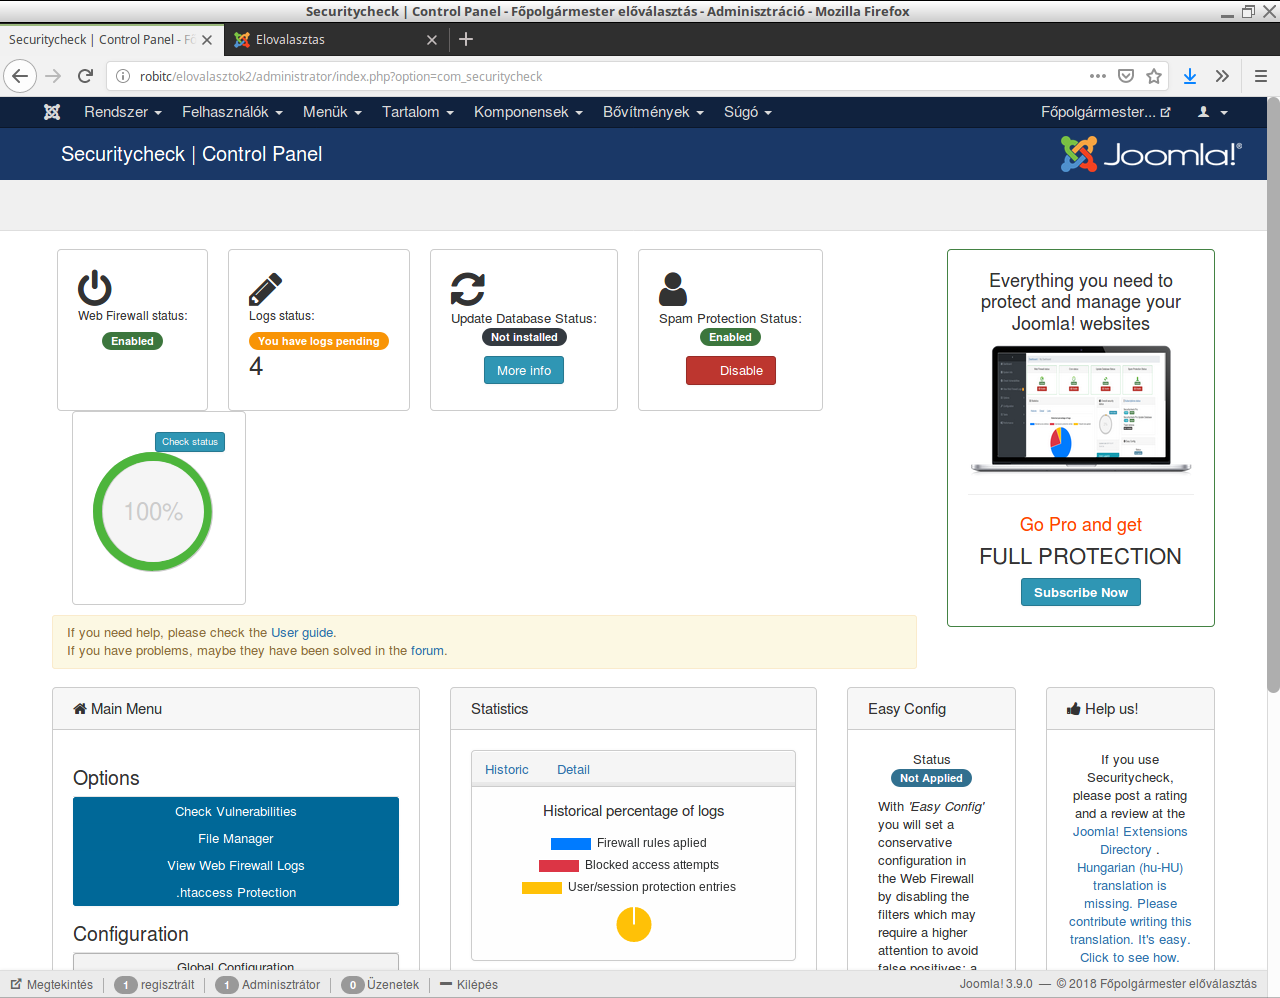 Securitycheck | Control Panel - Főpolgármester előválasztás - Adminisztráció - Mozilla Firefox
Securitycheck | Control Panel - Fő
Elovalasztas
robitc/elovalasztok2/administrator/index.php?option=com_securitycheck
Rendszer Felhasználók Menük Tartalom Komponensek Bővítmények Súgó Főpolgármester...
Securitycheck | Control Panel
Joomla!®
Web Firewall status:
Enabled
Logs status:
You have logs pending
4
Update Database Status:
Not installed
More info
Spam Protection Status:
Enabled
Disable
Check status
100%
Everything you need to
protect and manage your
Joomla! websites
Go Pro and get
FULL PROTECTION
Subscribe Now
If you need help, please check the User guide.
If you have problems, maybe they have been solved in the forum.
Main Menu
Options
Check Vulnerabilities
File Manager
View Web Firewall Logs
.htaccess Protection
Configuration
Global Configuration
Statistics
Historic Detail
Historical percentage of logs
Firewall rules aplied
Blocked access attempts
User/session protection entries
Easy Config
Status
Not Applied
With 'Easy Config'
you will set a
conservative
configuration in
the Web Firewall
by disabling the
filters which may
require a higher
attention to avoid
false positives: a
Help us!
If you use
Securitycheck,
please post a rating
and a review at the
Joomla! Extensions
Directory .
Hungarian (hu-HU)
translation is
missing. Please
contribute writing this
translation. It's easy.
Click to see how.
Megtekintés 1 regisztrált 1 Adminisztrátor 0 Üzenetek Kilépés
Joomla! 3.9.0 — © 2018 Főpolgármester előválasztás